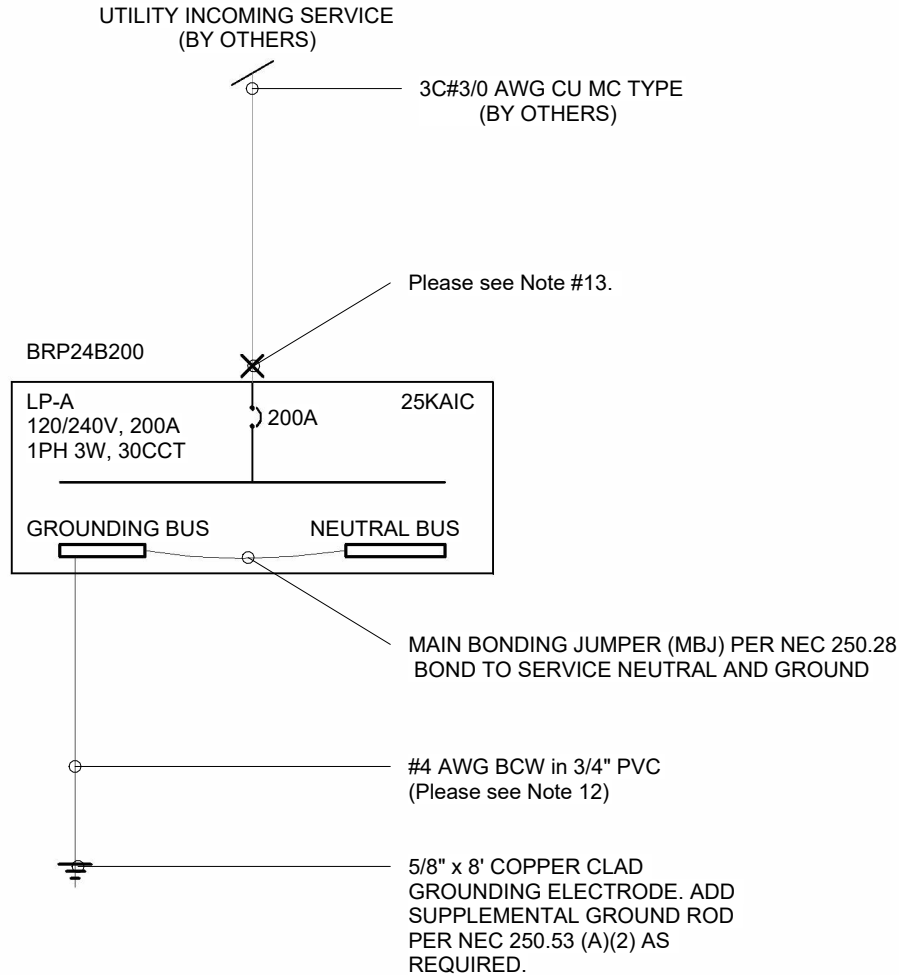 UTILITY INCOMING SERVICE
(BY OTHERS)
3C#3/0 AWG CU MC TYPE
(BY OTHERS)
Please see Note #13.
BRP24B200
LP-A
120/240V, 200A
1PH 3W, 30CCT
200A
25KAIC
GROUNDING BUS
NEUTRAL BUS
MAIN BONDING JUMPER (MBJ) PER NEC 250.28
BOND TO SERVICE NEUTRAL AND GROUND
#4 AWG BCW in 3/4" PVC
(Please see Note 12)
5/8" x 8' COPPER CLAD
GROUNDING ELECTRODE. ADD
SUPPLEMENTAL GROUND ROD
PER NEC 250.53 (A)(2) AS
REQUIRED.